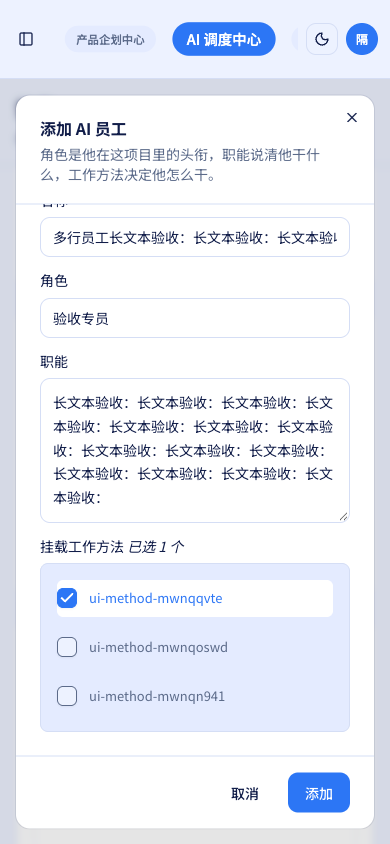 产品企划中心
AI 调度中心
隔
添加 AI 员工
角色是他在这项目里的头衔，职能说清他干什
么，工作方法决定他怎么干。
多行员工长文本验收：长文本验收：长文本验
角色
验收专员
职能
长文本验收：长文本验收：长文本验收：长文
本验收：长文本验收：长文本验收：长文本验
收：长文本验收：长文本验收：长文本验收：
长文本验收：长文本验收：长文本验收：长文
本验收：
挂载工作方法 已选 1 个
ui-method-mwnqqvte
ui-method-mwnqoswd
ui-method-mwnqn941
取消
添加